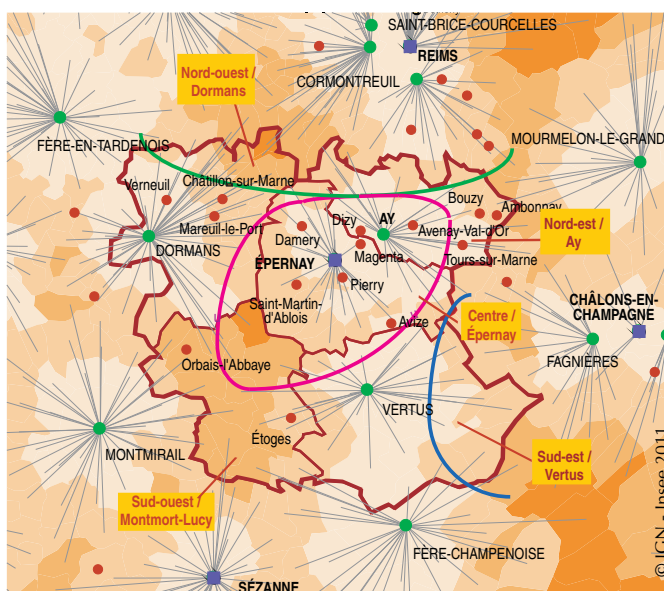 SAINT-BRICE-COURCELLES
REIMS
Nord-ouest /
Dormans
CORMONTREUIL
FÈRE-EN-TARDENOIS
MOURMELON-LE-GRAND
Verneuil
Châtillon-sur-Marne
Bouzy
Ambonnay
Mareuil-le-Port
Dizy
AY
Avenay-Val-d'Or
Nord-est /
Ay
Damery
DORMANS
Magenta
Tours-sur-Marne
ÉPERNAY
Pierry
Saint-Martin-
d'Ablois
CHÂLONS-EN-
CHAMPAGNE
Centre /
Épernay
Avize
FAGNIÈRES
Orbais-l'Abbaye
VERTUS
Étoges
MONTMIRAIL
Sud-est /
Vertus
Sud-ouest /
Montmort-Lucy
FÈRE-CHAMPENOISE
SÉZANNE
© IGN - Insee 2011